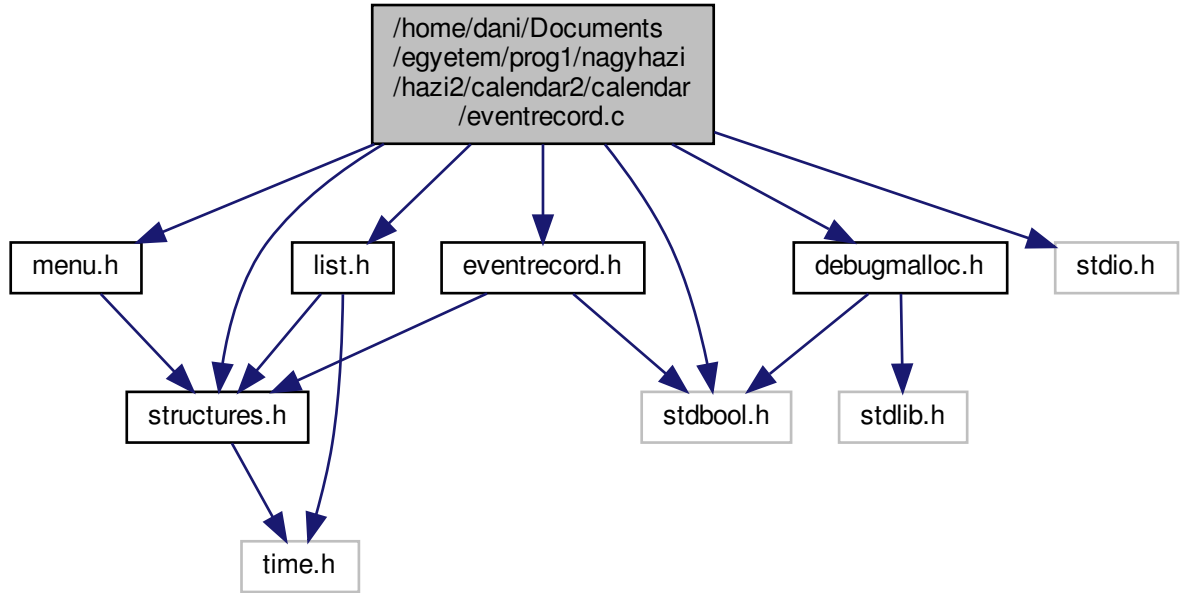 /home/dani/Documents
/egyetem/prog1/nagyhazi
/hazi2/calendar2/calendar
/eventrecord.c
menu.h
list.h
eventrecord.h
debugmalloc.h
stdio.h
structures.h
stdbool.h
stdlib.h
time.h